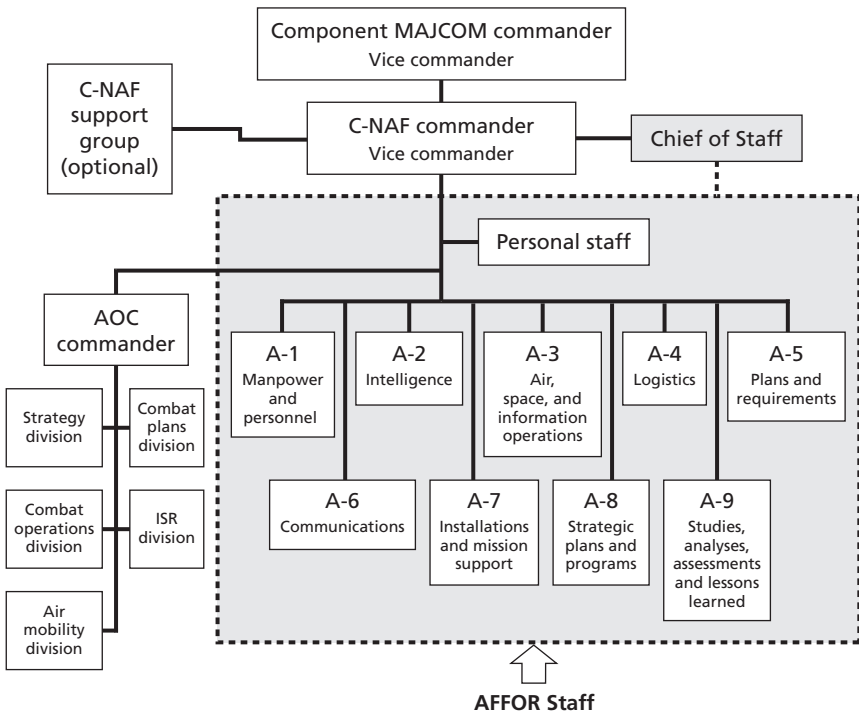 Component MAJCOM commander
Vice commander
C-NAF
support
group
(optional)
C-NAF commander
Vice commander
Chief of Staff
Personal staff
AOC
commander
Strategy
division
Combat
plans
division
Combat
operations
division
ISR
division
Air
mobility
division
A-1
Manpower
and
personnel
A-2
Intelligence
A-3
Air,
space, and
information
operations
A-4
Logistics
A-5
Plans and
requirements
A-6
Communications
A-7
Installations
and mission
support
A-8
Strategic
plans and
programs
A-9
Studies,
analyses,
assessments
and lessons
learned
AFFOR Staff